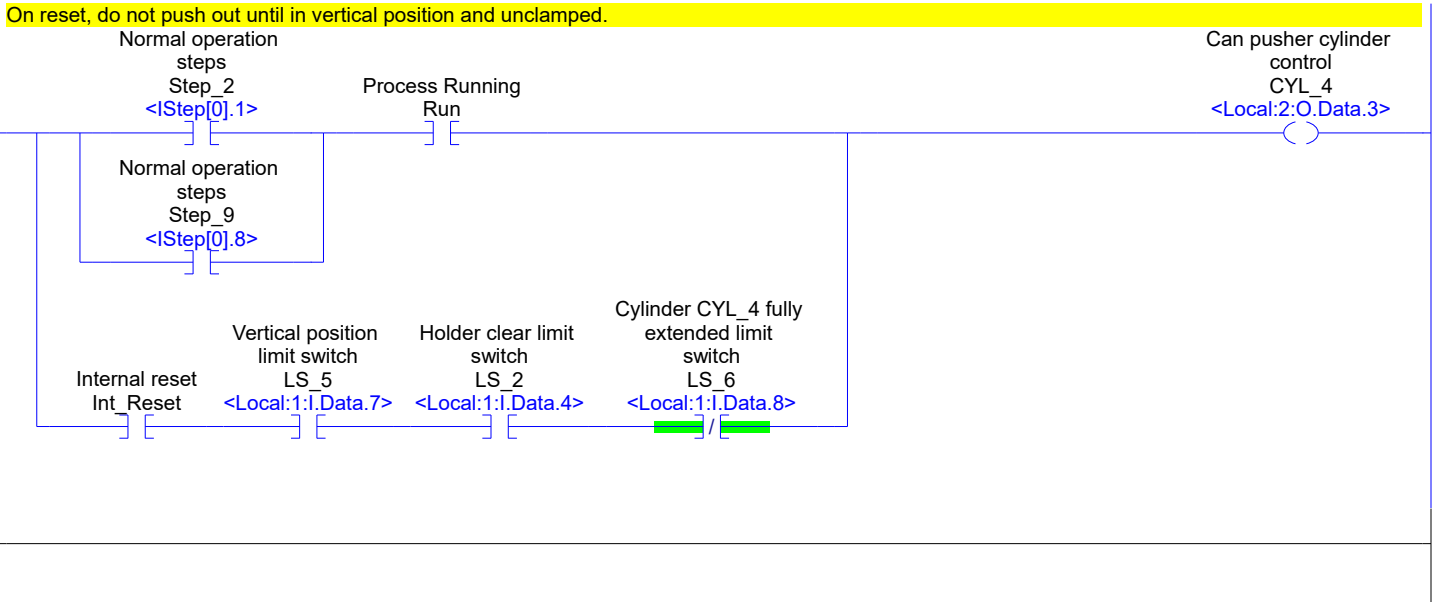 On reset, do not push out until in vertical position and unclamped.
Normal operation
steps
Step_2
<IStep[0].1>
Process Running
Run
Can pusher cylinder
control
CYL_4
<Local:2:O.Data.3>
Normal operation
steps
Step_9
<IStep[0].8>
Internal reset
Int_Reset
Vertical position
limit switch
LS_5
<Local:1:I.Data.7>
Holder clear limit
switch
LS_2
<Local:1:I.Data.4>
Cylinder CYL_4 fully
extended limit
switch
LS_6
<Local:1:I.Data.8>
/